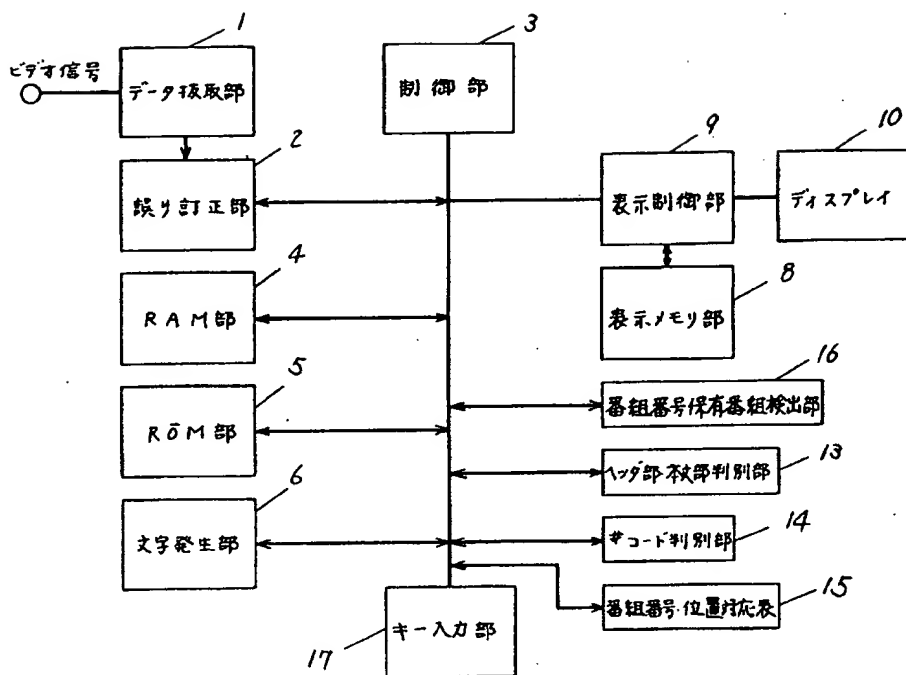 1
3
ビデオ信号
データ抜取部
制御部
2
9
10
誤り訂正部
表示制御部
ディスプレイ
4
8
RAM部
表示メモリ部
16
5
番組番号保有番組検出部
ROM部
13
ヘッダ部・本文部判別部
6
14
文字発生部
#コード判別部
15
番組番号・位置対応表
キー入力部
17